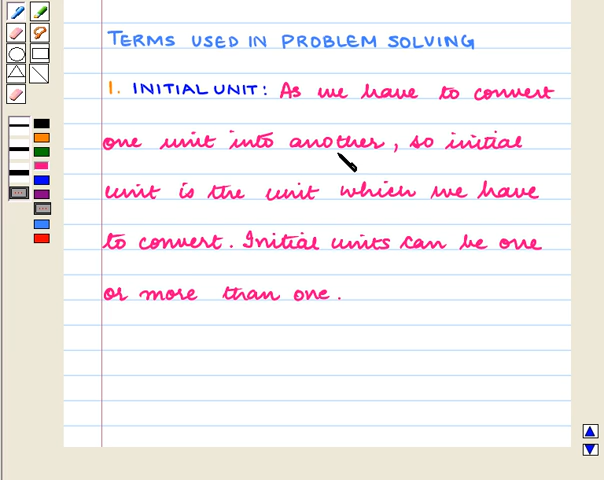 TERMS USED IN PROBLEM SOLVING
1. INITIAL UNIT: As we have to convert
one unit into another, so initial
unit is the unit which we have
to convert. Initial units can be one
or more than one.